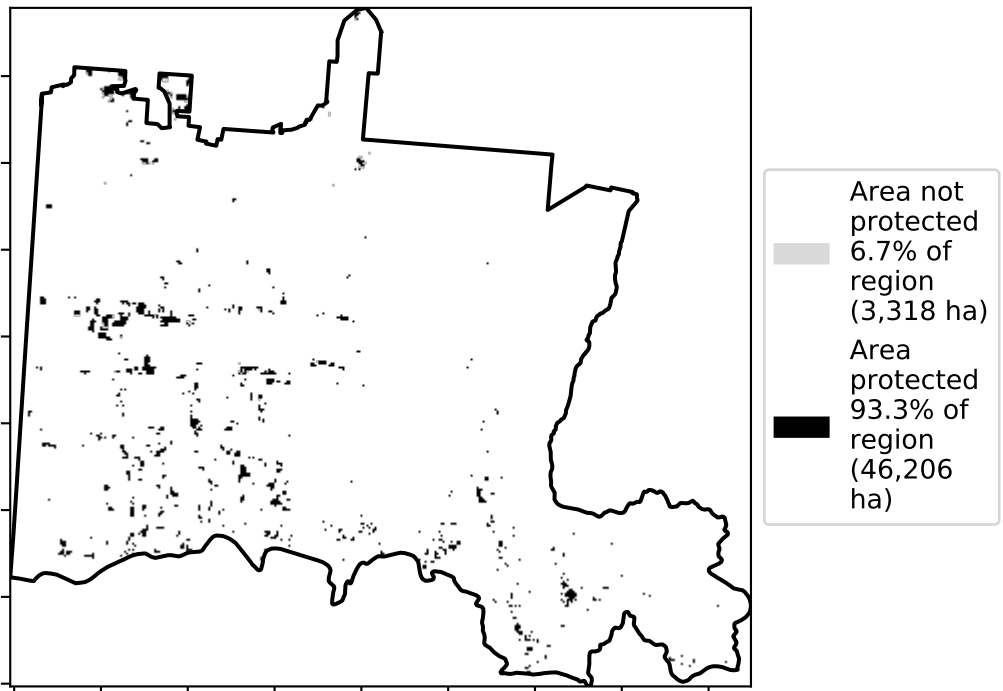 Area not
protected
6.7% of
region
(3,318 ha)
Area
protected
93.3% of
region
(46,206
ha)